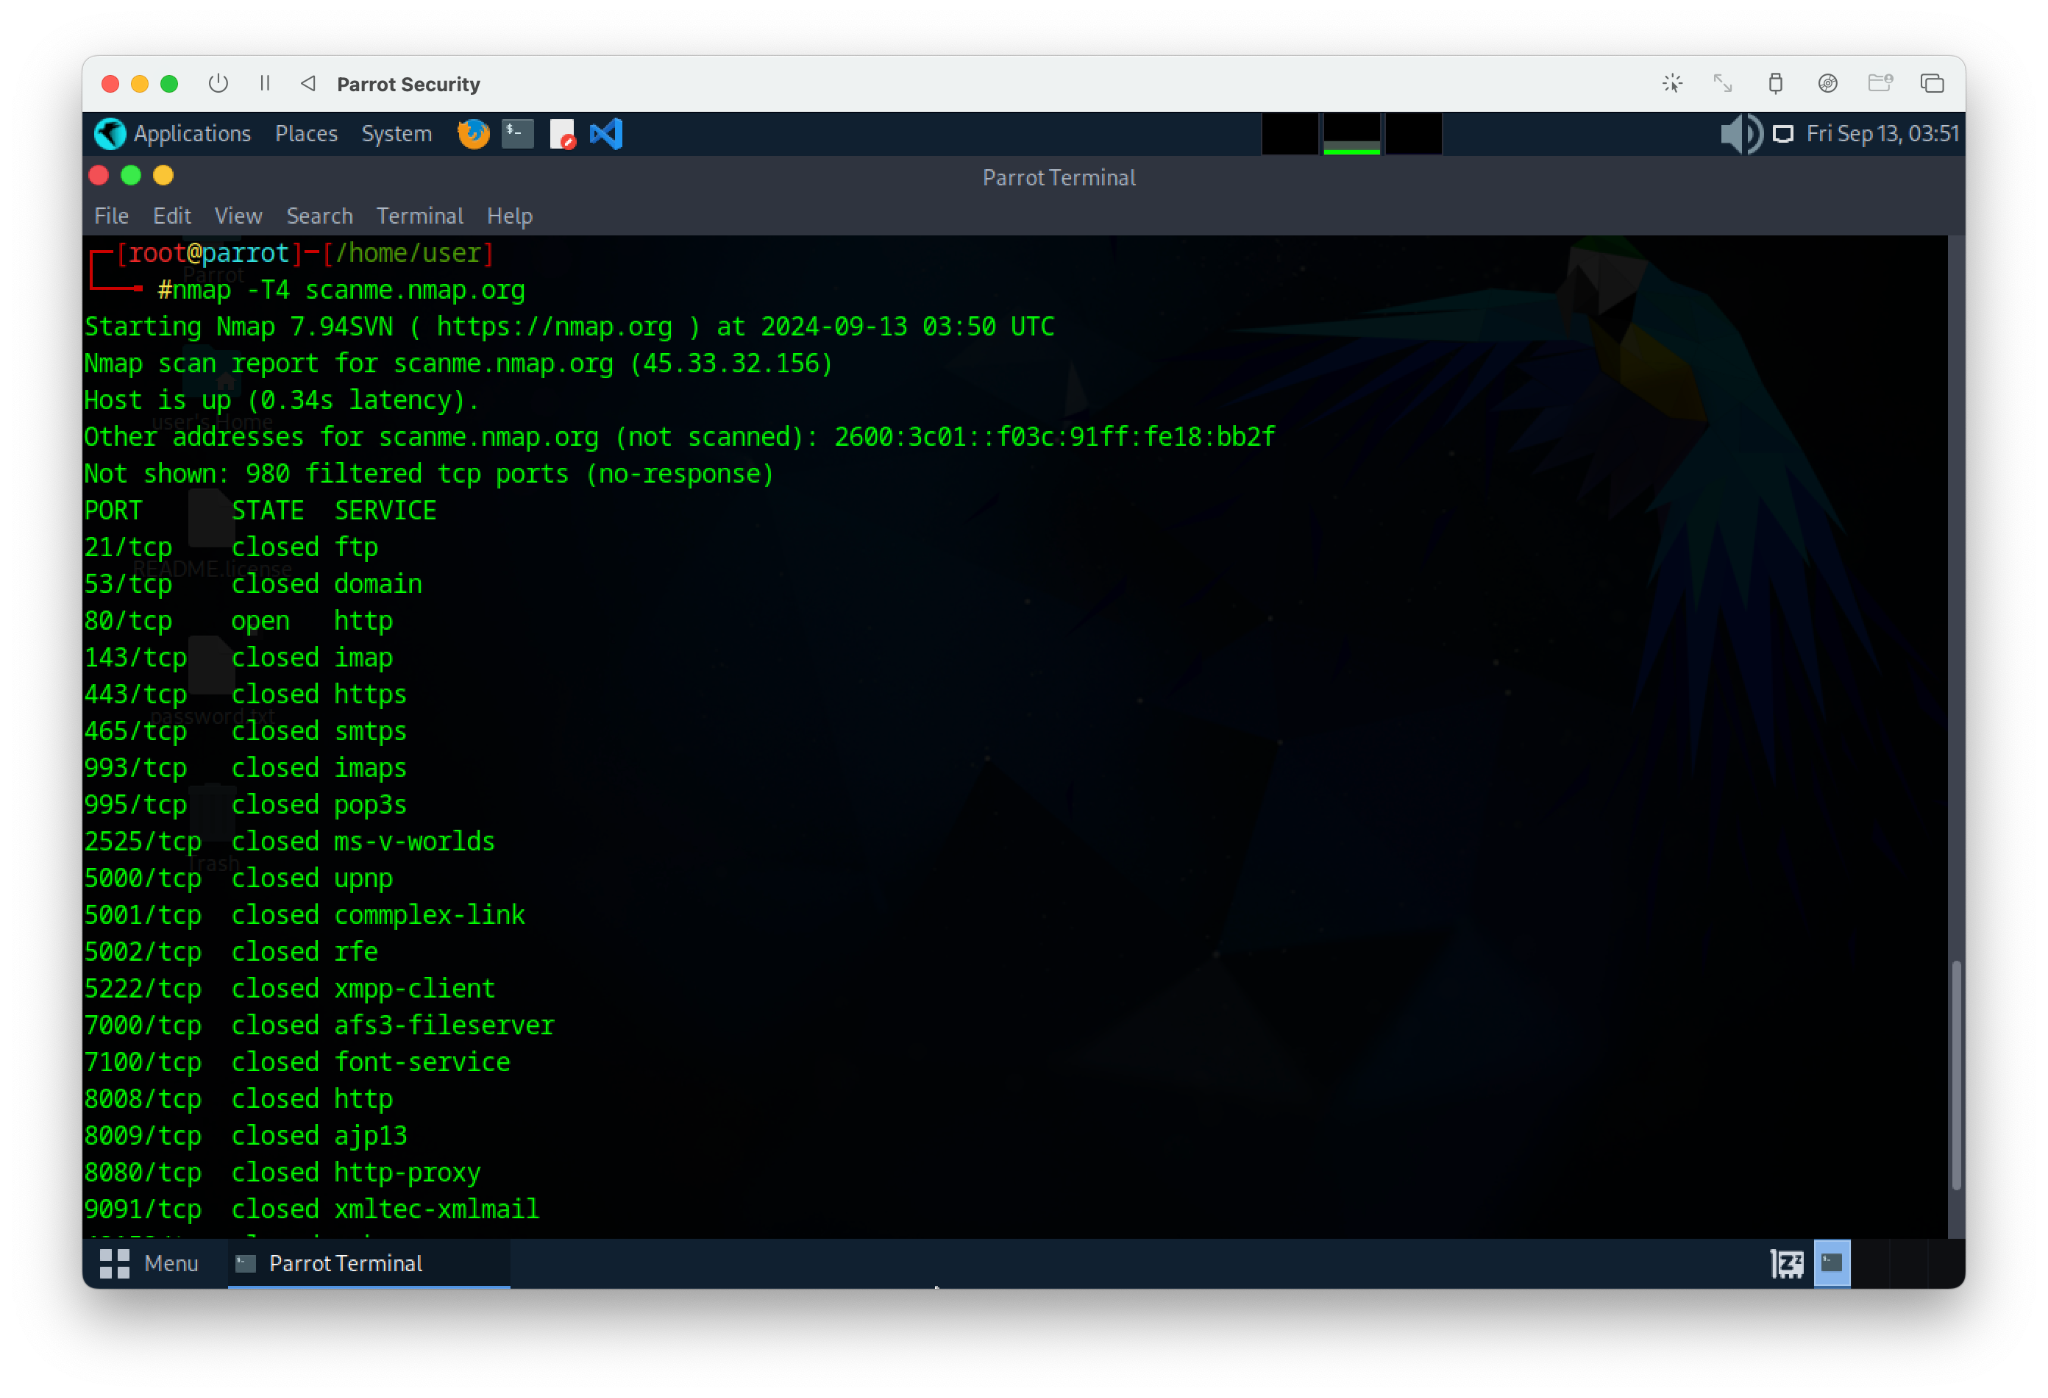 Parrot Security
Applications Places System $- Fri Sep 13, 03:51
Parrot Terminal
File Edit View Search Terminal Help
[root@parrot]─[/home/user]
#nmap -T4 scanme.nmap.org
Parrot
Starting Nmap 7.94SVN ( https://nmap.org ) at 2024-09-13 03:50 UTC
Nmap scan report for scanme.nmap.org (45.33.32.156)
Host is up (0.34s latency).
user's Home
Other addresses for scanme.nmap.org (not scanned): 2600:3c01::f03c:91ff:fe18:bb2f
Not shown: 980 filtered tcp ports (no-response)
PORT STATE SERVICE
21/tcp closed ftp
README.license
53/tcp closed domain
80/tcp open http
143/tcp closed imap
443/tcp closed https
password.txt
465/tcp closed smtps
993/tcp closed imaps
995/tcp closed pop3s
2525/tcp closed ms-v-worlds
Trash
5000/tcp closed upnp
5001/tcp closed commplex-link
5002/tcp closed rfe
5222/tcp closed xmpp-client
7000/tcp closed afs3-fileserver
7100/tcp closed font-service
8008/tcp closed http
8009/tcp closed ajp13
8080/tcp closed http-proxy
9091/tcp closed xmltec-xmlmail
Menu Parrot Terminal